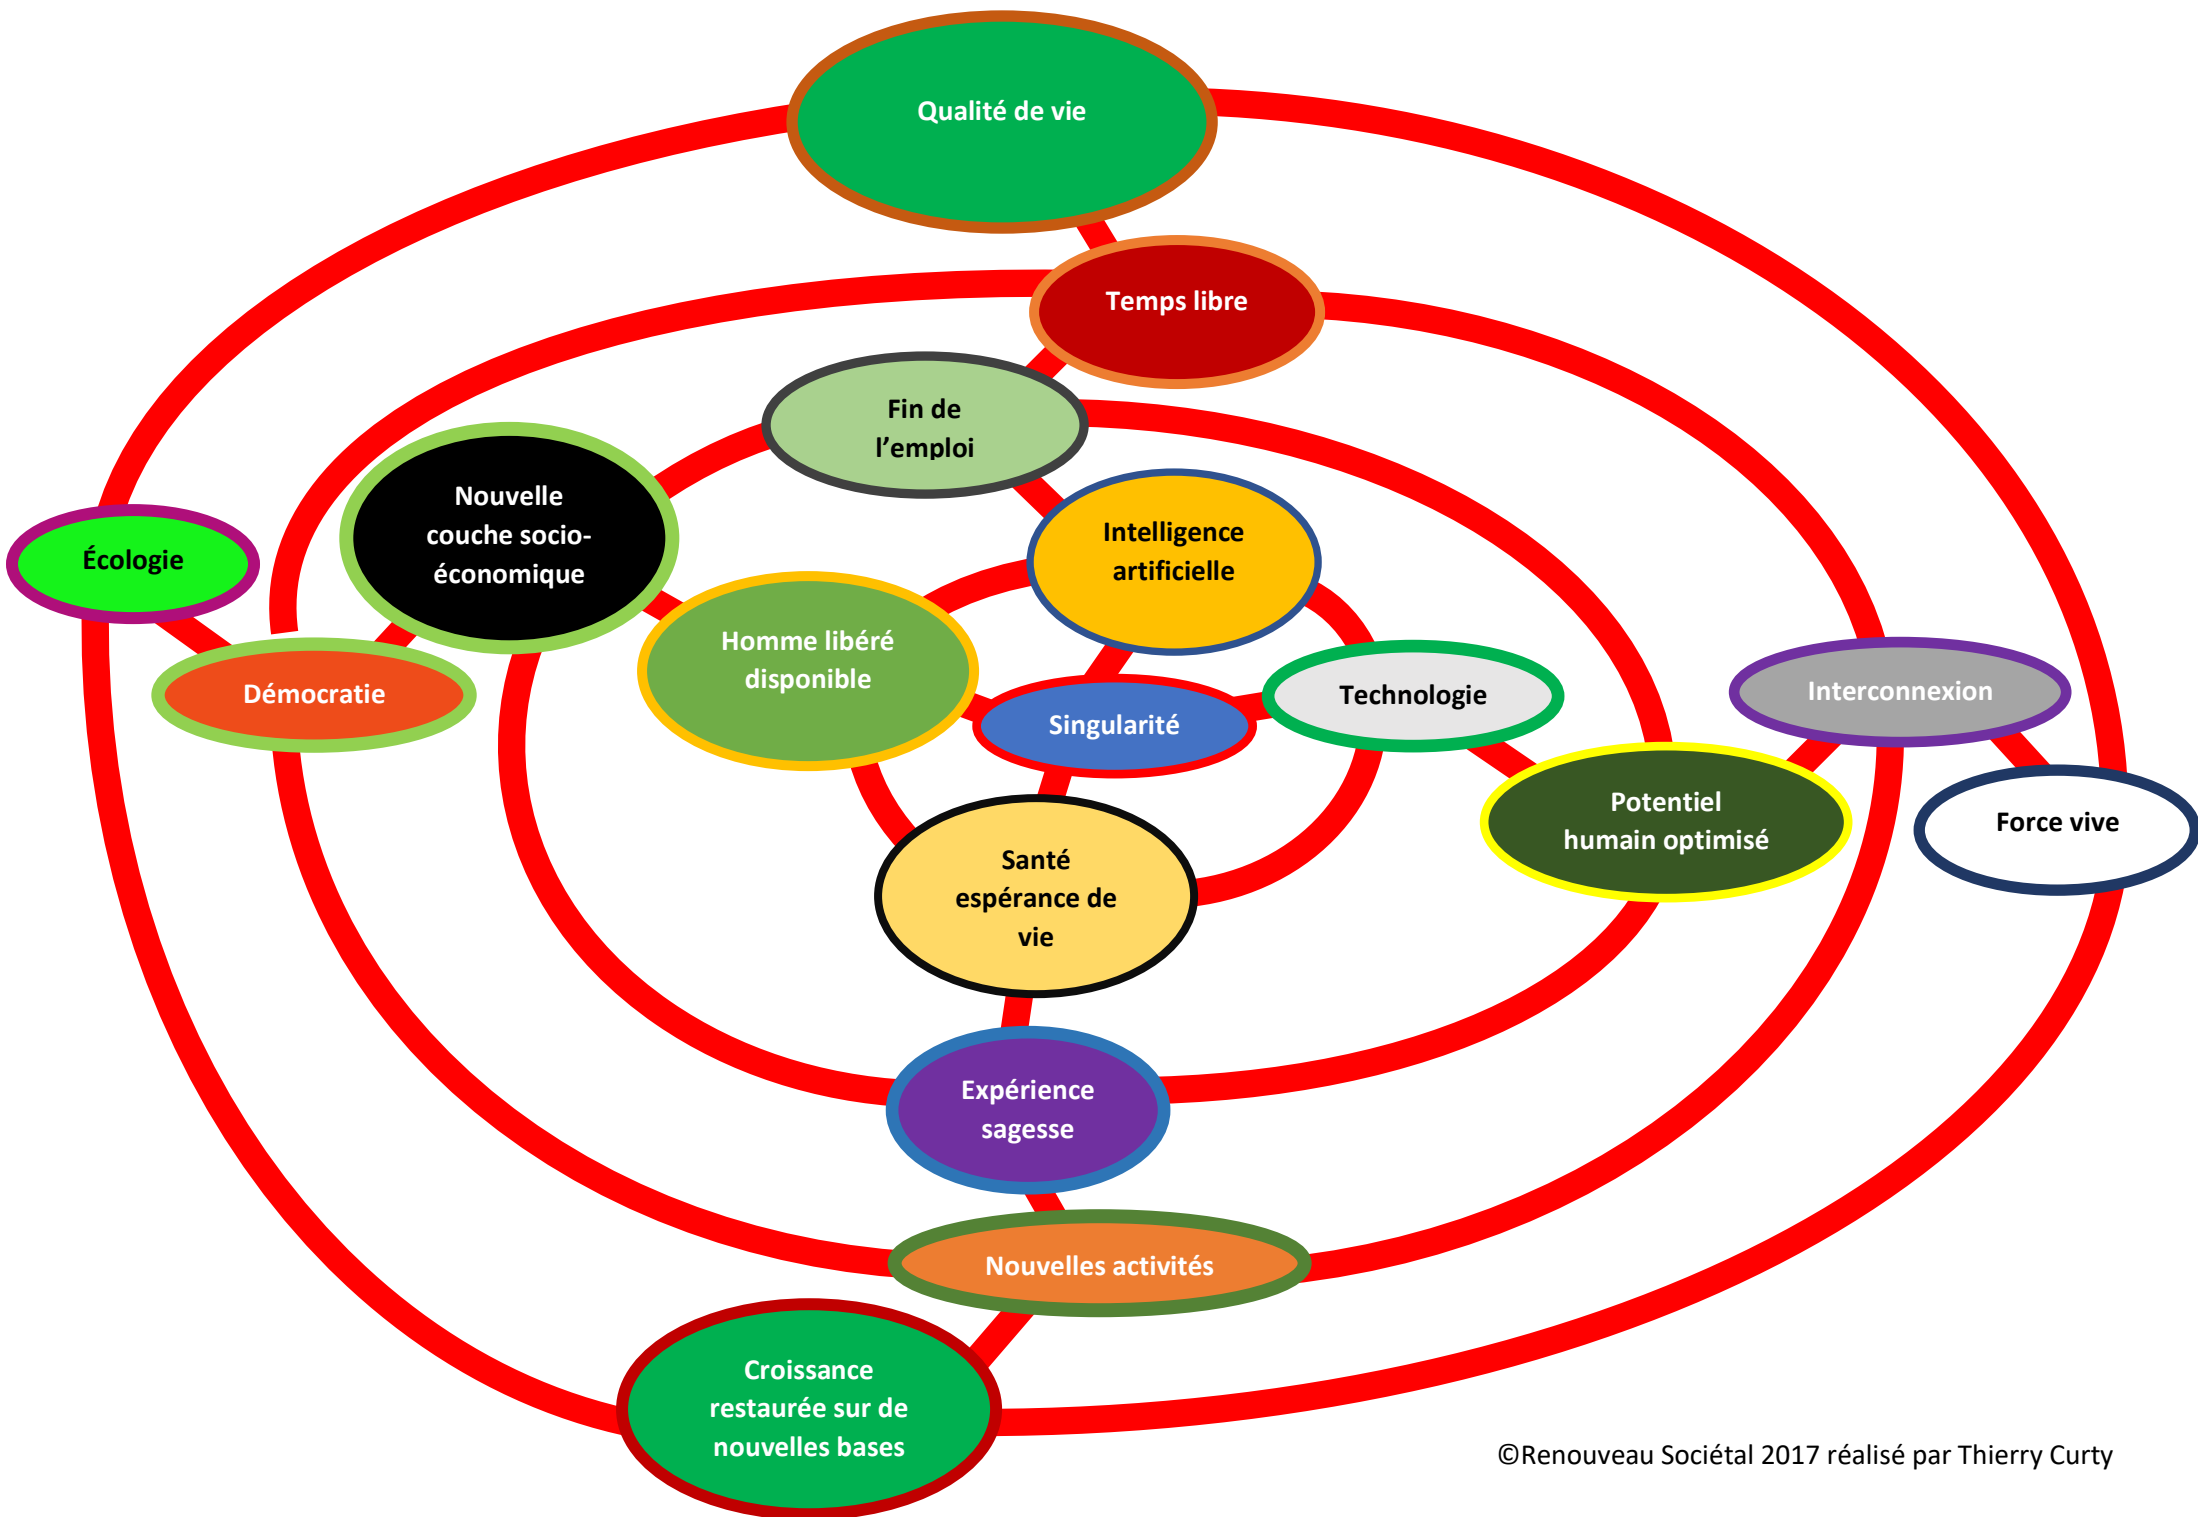 Qualité de vie
Temps libre
Fin de
l’emploi
Nouvelle
couche socio-
économique
Intelligence
artificielle
Écologie
Homme libéré
disponible
Démocratie
Singularité
Technologie
Interconnexion
Potentiel
humain optimisé
Force vive
Santé
espérance de
vie
Expérience
sagesse
Nouvelles activités
Croissance
restaurée sur de
nouvelles bases
©Renouveau Sociétal 2017 réalisé par Thierry Curty